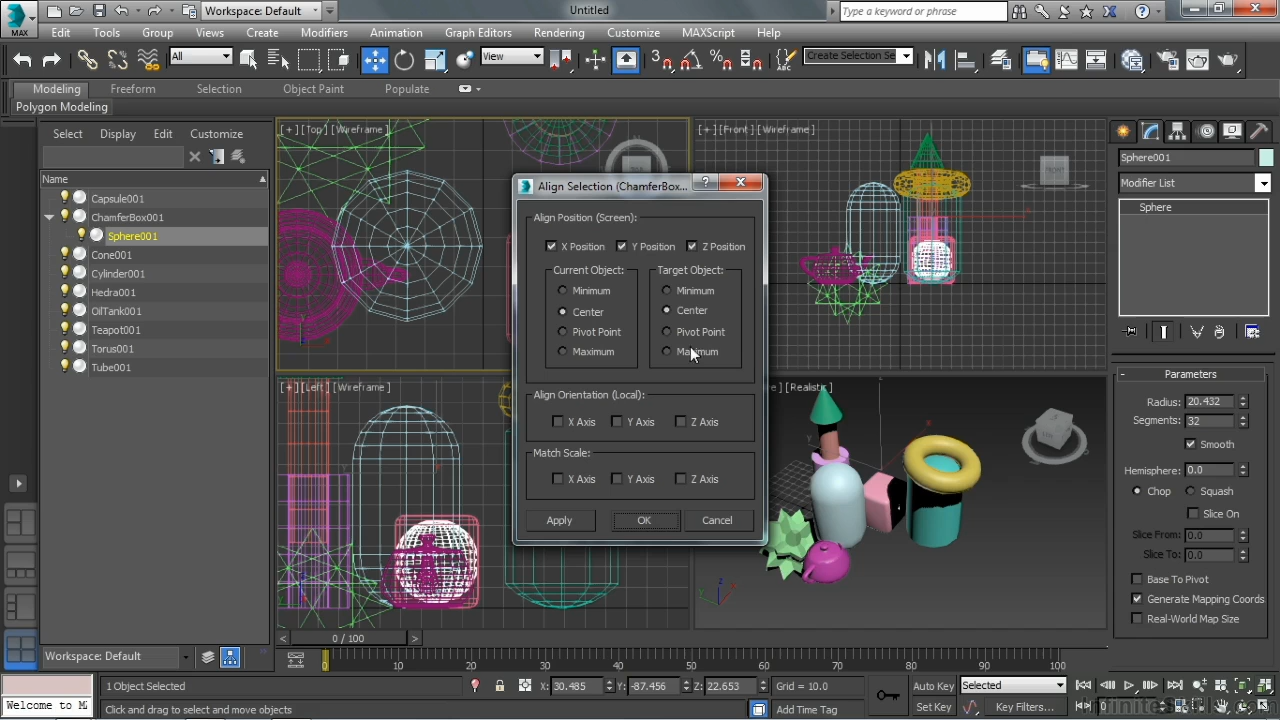 MAX
Workspace: Default
Untitled
Type a keyword or phrase
Edit Tools Group Views Create Modifiers Animation Graph Editors Rendering Customize MAXScript Help
All
View
Create Selection Se
Modeling Freeform Selection Object Paint Populate
Polygon Modeling
Select Display Edit Customize
Name
Capsule001
ChamferBox001
Sphere001
Cone001
Cylinder001
Hedra001
OilTank001
Teapot001
Torus001
Tube001
Workspace: Default
[ + ] [Top ] [Wireframe ]
[ + ] [Front ] [Wireframe ]
FRONT
[ + ] [Left ] [Wireframe ]
[Realistic ]
Align Selection (ChamferBox...
Align Position (Screen):
X Position Y Position Z Position
Current Object:
Minimum
Center
Pivot Point
Maximum
Target Object:
Minimum
Center
Pivot Point
Maximum
Align Orientation (Local):
X Axis Y Axis Z Axis
Match Scale:
X Axis Y Axis Z Axis
Apply OK Cancel
Sphere001
Modifier List
Sphere
- Parameters
Radius: 20.432
Segments: 32
Smooth
Hemisphere: 0.0
Chop Squash
Slice On
Slice From: 0.0
Slice To: 0.0
Base To Pivot
Generate Mapping Coords
Real-World Map Size
< 0 / 100 >
0 10 20 30 40 50 60 70 80 90 100
1 Object Selected
X: 30.485 Y: -87.456 Z: 22.653 Grid = 10.0
Auto Key Selected
Welcome to M
Click and drag to select and move objects
Add Time Tag
Set Key Key Filters... 0